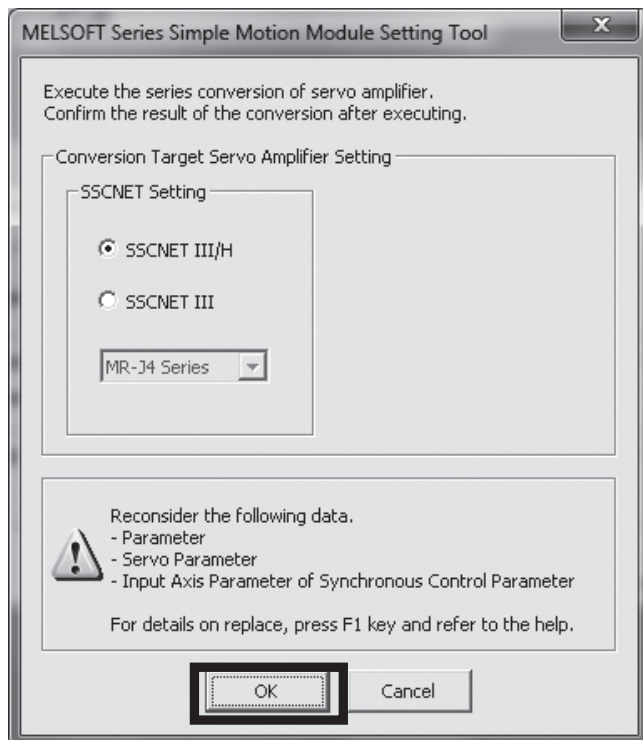 MELSOFT Series Simple Motion Module Setting Tool
Execute the series conversion of servo amplifier.
Confirm the result of the conversion after executing.
Conversion Target Servo Amplifier Setting
SSCNET Setting
SSCNET III/H
SSCNET III
MR-J4 Series
Reconsider the following data.
- Parameter
- Servo Parameter
- Input Axis Parameter of Synchronous Control Parameter
For details on replace, press F1 key and refer to the help.
OK
Cancel